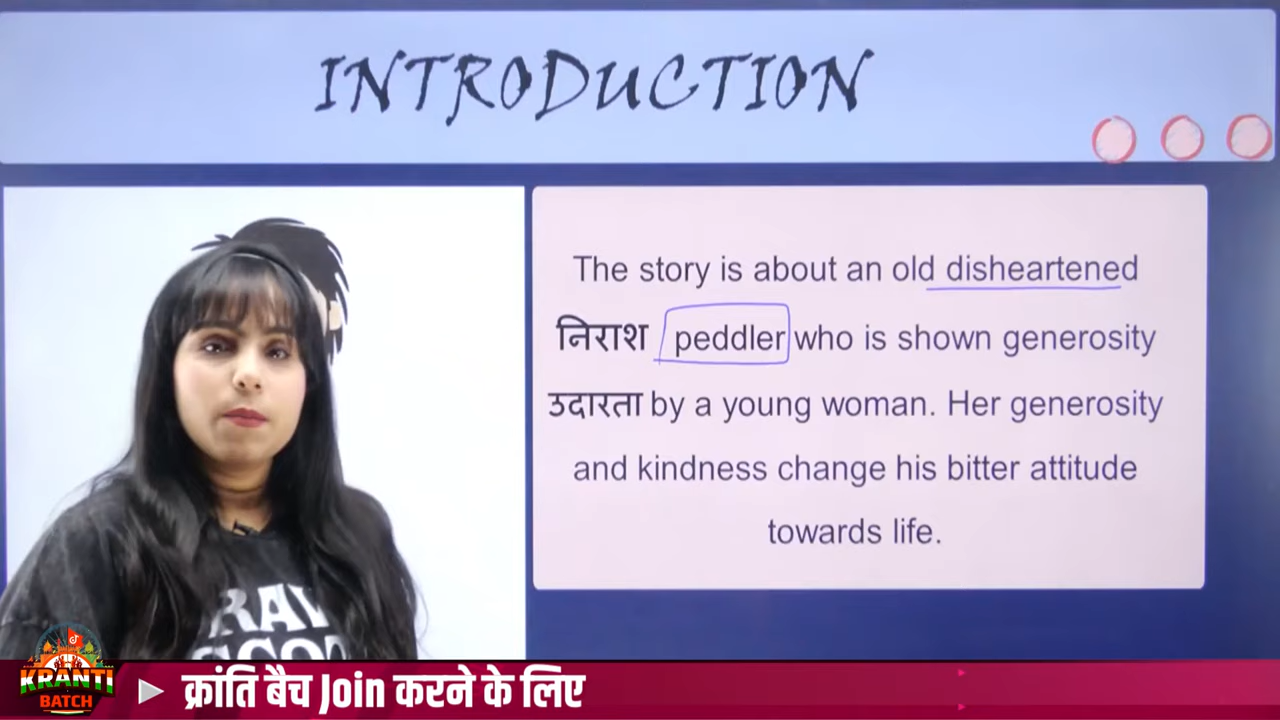 INTRODUCTION
The story is about an old disheartened
निराश peddler who is shown generosity
उदारता by a young woman. Her generosity
and kindness change his bitter attitude
towards life.
KRANTI
BATCH
क्रांति बैच Join करने के लिए